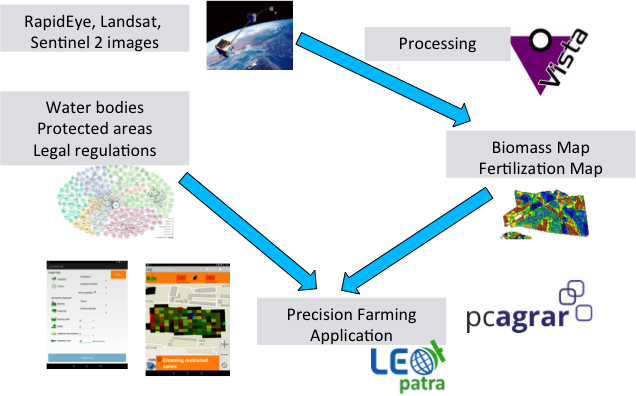 RapidEye, Landsat,
Sentinel 2 images
Processing
Vista
Water bodies
Protected areas
Legal regulations
Biomass Map
Fertilization Map
Precision Farming
Application
pcagrar
LEO
patra
Crossing restricted
zones